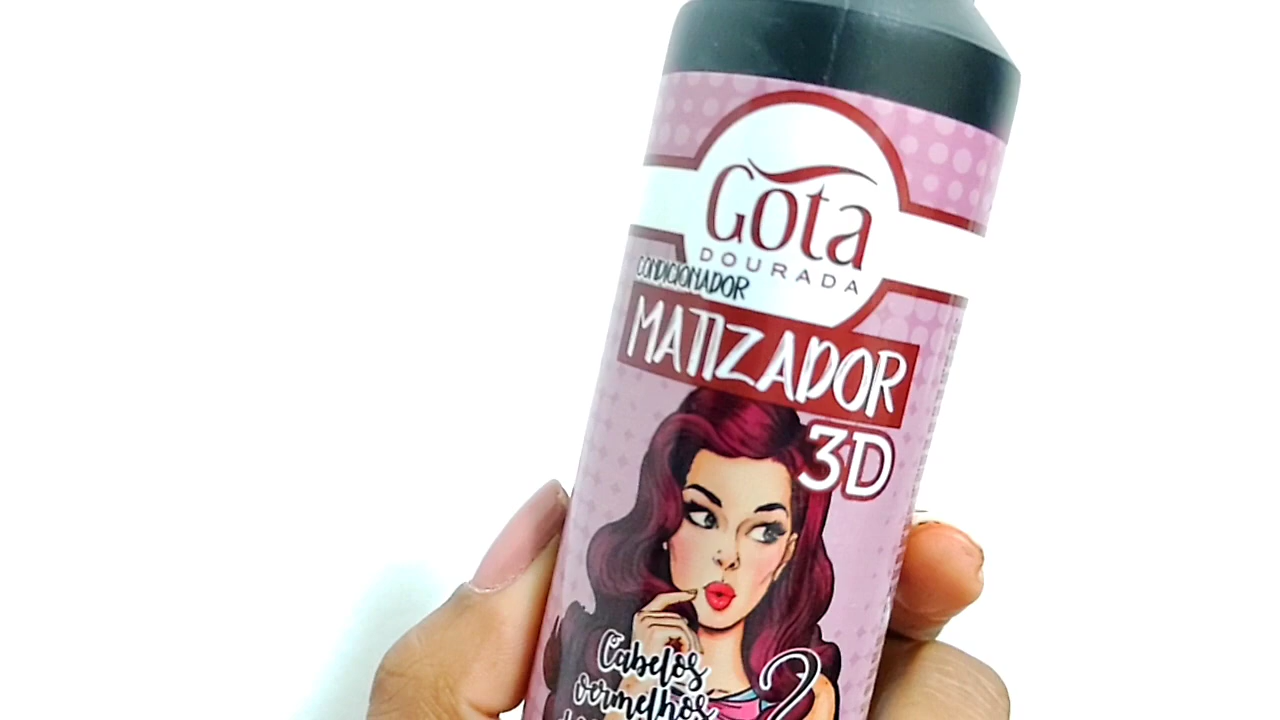 Gota
DOURADA
CONDICIONADOR
MATIZADOR
3D
Cabelos
vermelhos